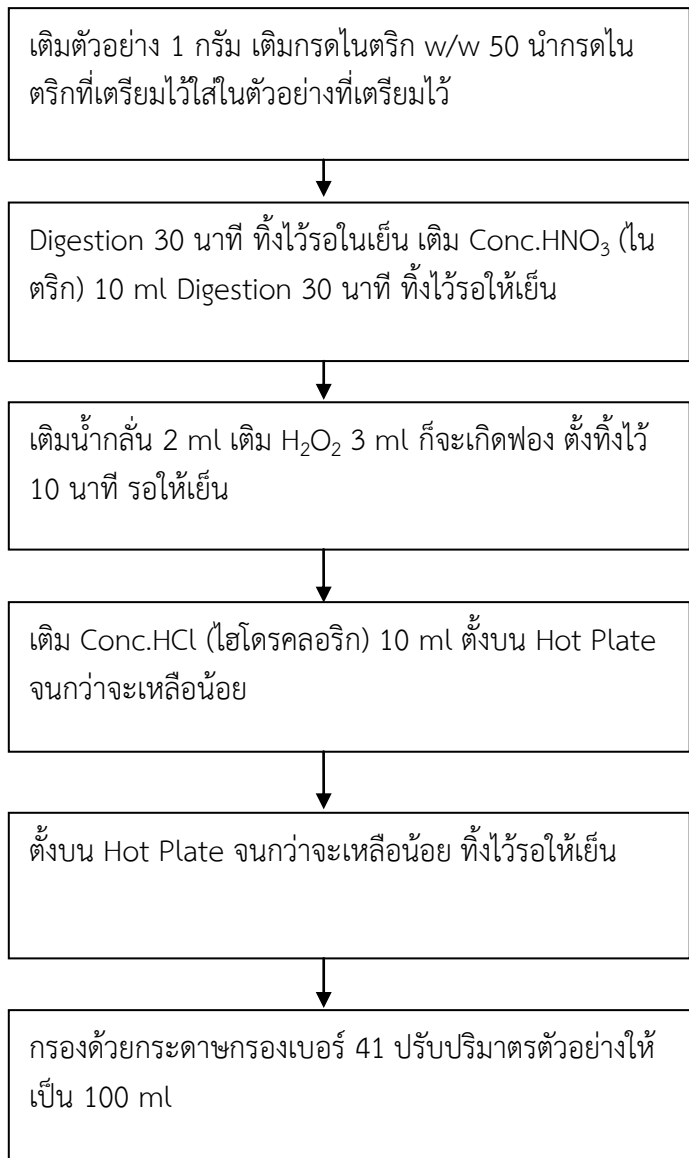 เติมตัวอย่าง 1 กรัม เติมกรดไนตริก w/w 50 นำกรดไน
ตริกที่เตรียมไว้ใส่ในตัวอย่างที่เตรียมไว้
Digestion 30 นาที ทิ้งไว้รอในเย็น เติม Conc.HNO₃ (ไน
ตริก) 10 ml Digestion 30 นาที ทิ้งไว้รอให้เย็น
เติมน้ำกลั่น 2 ml เติม H₂O₂ 3 ml ก็จะเกิดฟอง ตั้งทิ้งไว้
10 นาที รอให้เย็น
เติม Conc.HCl (ไฮโดรคลอริก) 10 ml ตั้งบน Hot Plate
จนกว่าจะเหลือน้อย
ตั้งบน Hot Plate จนกว่าจะเหลือน้อย ทิ้งไว้รอให้เย็น
กรองด้วยกระดาษกรองเบอร์ 41 ปรับปริมาตรตัวอย่างให้
เป็น 100 ml